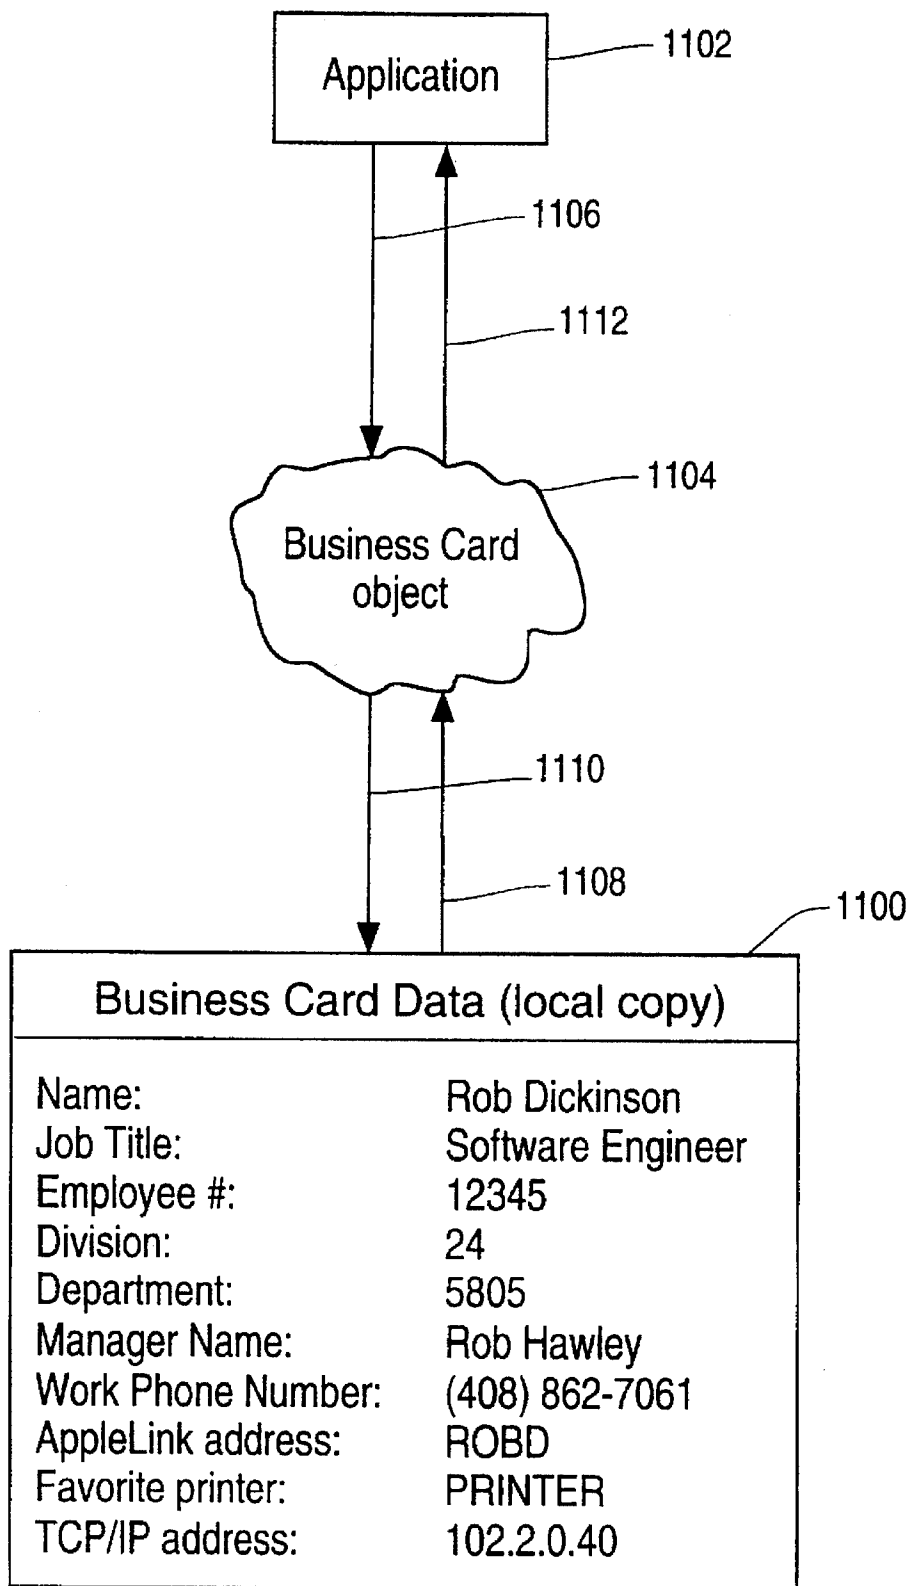 Application
1102
1106
1112
1104
Business Card
object
1110
1108
1100
Business Card Data (local copy)
Name: Rob Dickinson
Job Title: Software Engineer
Employee #: 12345
Division: 24
Department: 5805
Manager Name: Rob Hawley
Work Phone Number: (408) 862-7061
AppleLink address: ROBD
Favorite printer: PRINTER
TCP/IP address: 102.2.0.40